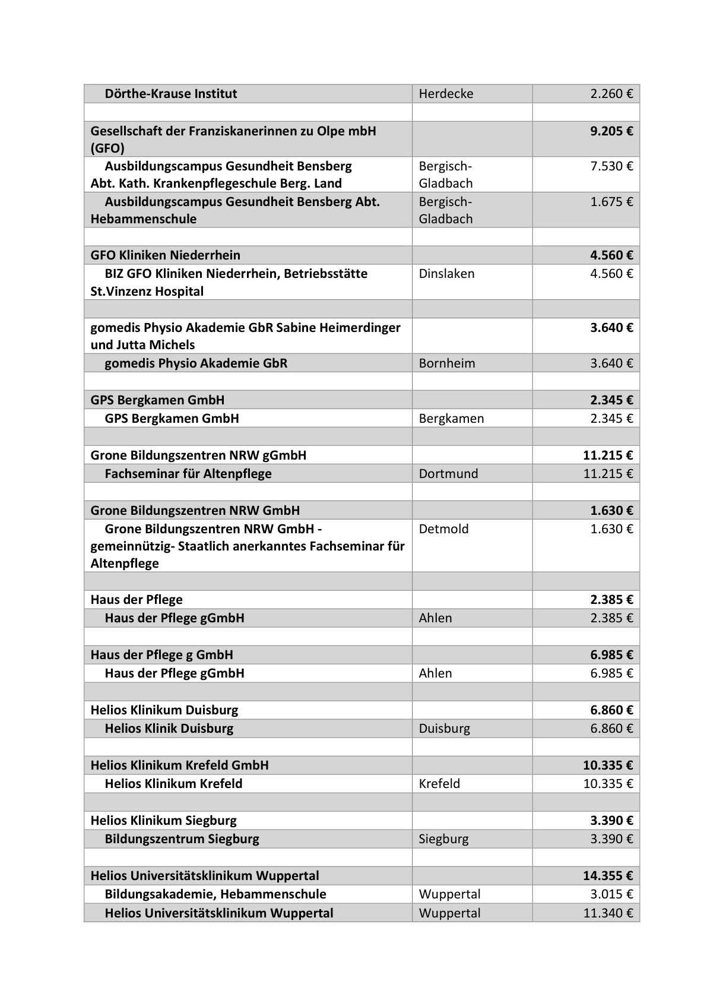 Dörthe-Krause Institut Herdecke 2.260 €
Gesellschaft der Franziskanerinnen zu Olpe mbH 9.205 €
(GFO)
Ausbildungscampus Gesundheit Bensberg Bergisch- 7.530 €
Abt. Kath. Krankenpflegeschule Berg. Land Gladbach
Ausbildungscampus Gesundheit Bensberg Abt. Bergisch- 1.675 €
Hebammenschule Gladbach
GFO Kliniken Niederrhein 4.560 €
BIZ GFO Kliniken Niederrhein, Betriebsstätte Dinslaken 4.560 €
St.Vinzenz Hospital
gomedis Physio Akademie GbR Sabine Heimerdinger 3.640 €
und Jutta Michels
gomedis Physio Akademie GbR Bornheim 3.640 €
GPS Bergkamen GmbH 2.345 €
GPS Bergkamen GmbH Bergkamen 2.345 €
Grone Bildungszentren NRW gGmbH 11.215 €
Fachseminar für Altenpflege Dortmund 11.215 €
Grone Bildungszentren NRW GmbH 1.630 €
Grone Bildungszentren NRW GmbH - Detmold 1.630 €
gemeinnützig- Staatlich anerkanntes Fachseminar für
Altenpflege
Haus der Pflege 2.385 €
Haus der Pflege gGmbH Ahlen 2.385 €
Haus der Pflege g GmbH 6.985 €
Haus der Pflege gGmbH Ahlen 6.985 €
Helios Klinikum Duisburg 6.860 €
Helios Klinik Duisburg Duisburg 6.860 €
Helios Klinikum Krefeld GmbH 10.335 €
Helios Klinikum Krefeld Krefeld 10.335 €
Helios Klinikum Siegburg 3.390 €
Bildungszentrum Siegburg Siegburg 3.390 €
Helios Universitätsklinikum Wuppertal 14.355 €
Bildungsakademie, Hebammenschule Wuppertal 3.015 €
Helios Universitätsklinikum Wuppertal Wuppertal 11.340 €